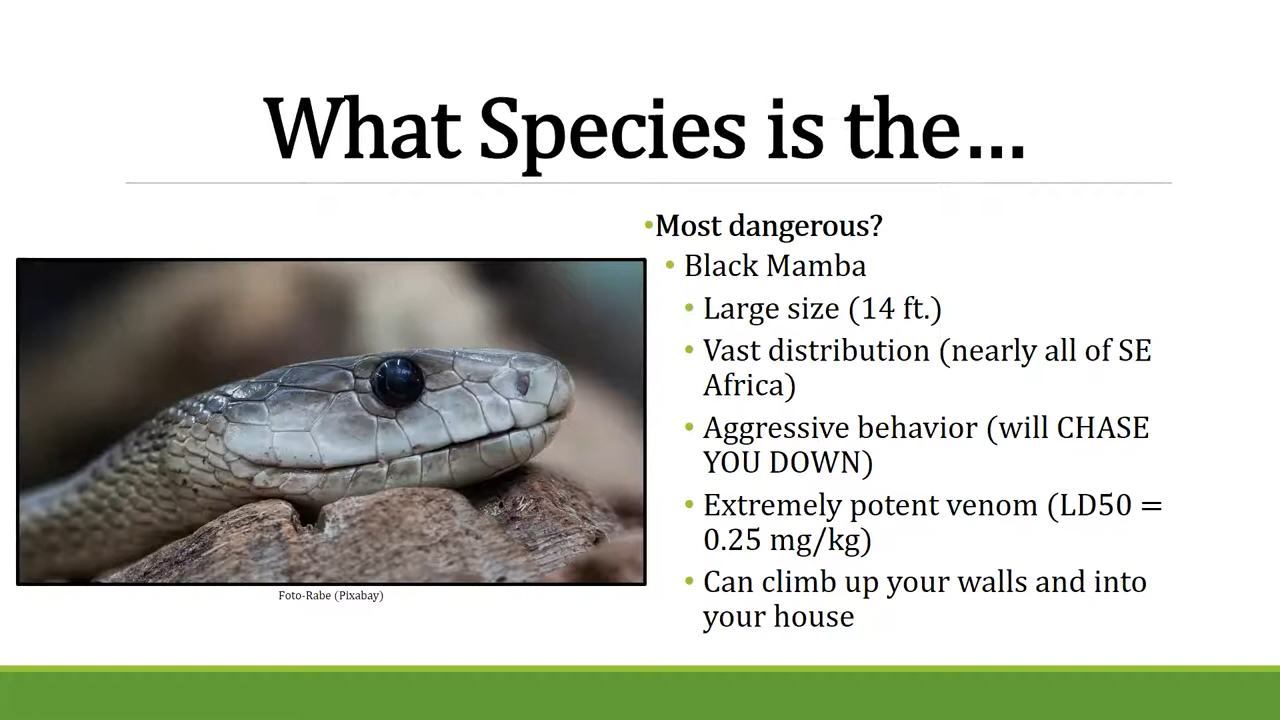 What Species is the...
•Most dangerous?
• Black Mamba
• Large size (14 ft.)
• Vast distribution (nearly all of SE
Africa)
• Aggressive behavior (will CHASE
YOU DOWN)
• Extremely potent venom (LD50 =
0.25 mg/kg)
• Can climb up your walls and into
your house
Foto-Rabe (Pixabay)